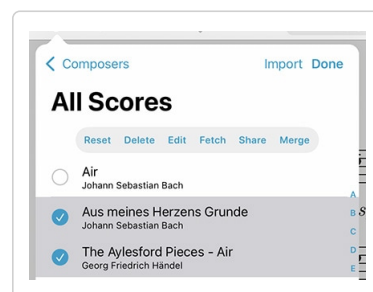 Composers Import Done
All Scores
Reset Delete Edit Fetch Share Merge
Air
Johann Sebastian Bach
A
Aus meines Herzens Grunde
B
Johann Sebastian Bach
C
The Aylesford Pieces - Air
D
Georg Friedrich Händel
E